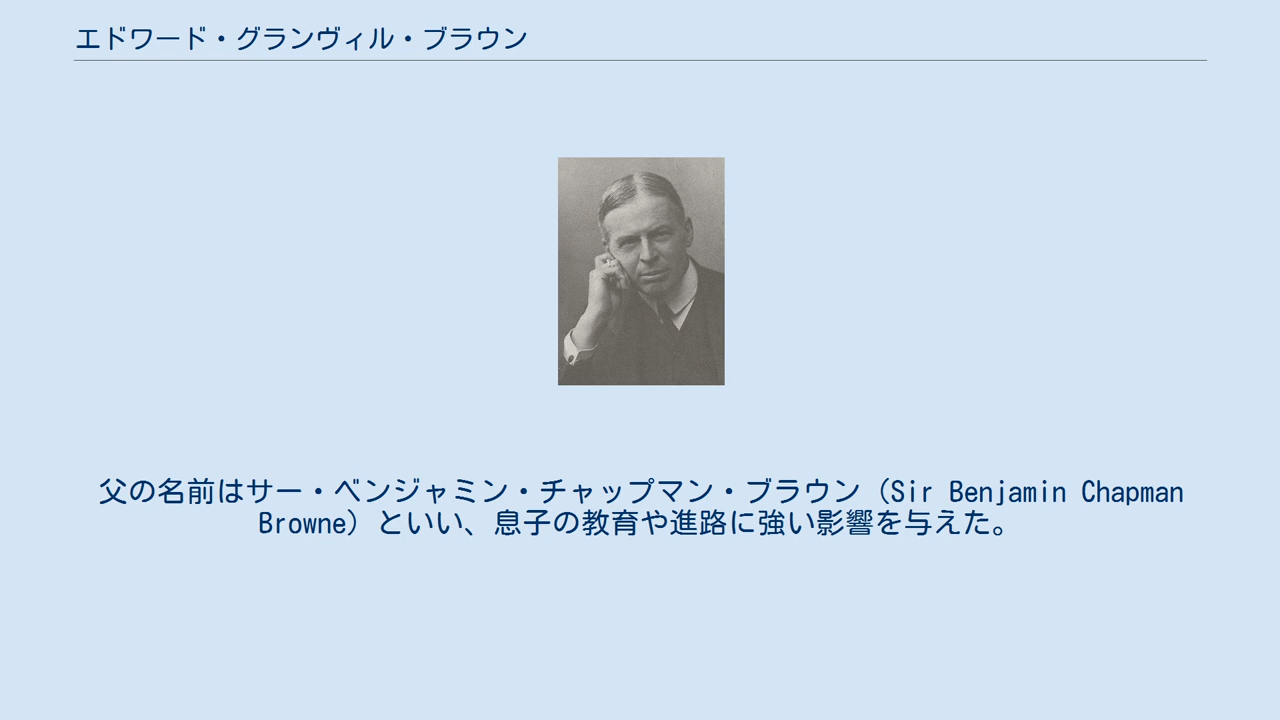 エドワード・グランヴィル・ブラウン
父の名前はサー・ベンジャミン・チャップマン・ブラウン（Sir Benjamin Chapman
Browne）といい、息子の教育や進路に強い影響を与えた。